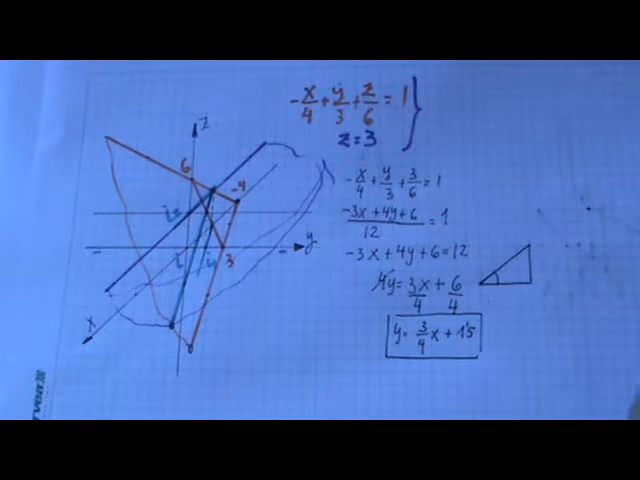 -x/4 + y/3 + z/6 = 1
z=3
-x/4 + y/3 + 3/6 = 1
-3x+4y+6/12 = 1
-3x+4y+6=12
4y = 3x/4 + 6/4
y = 3/4 x + 1'5
z
6
-4
y
3
x